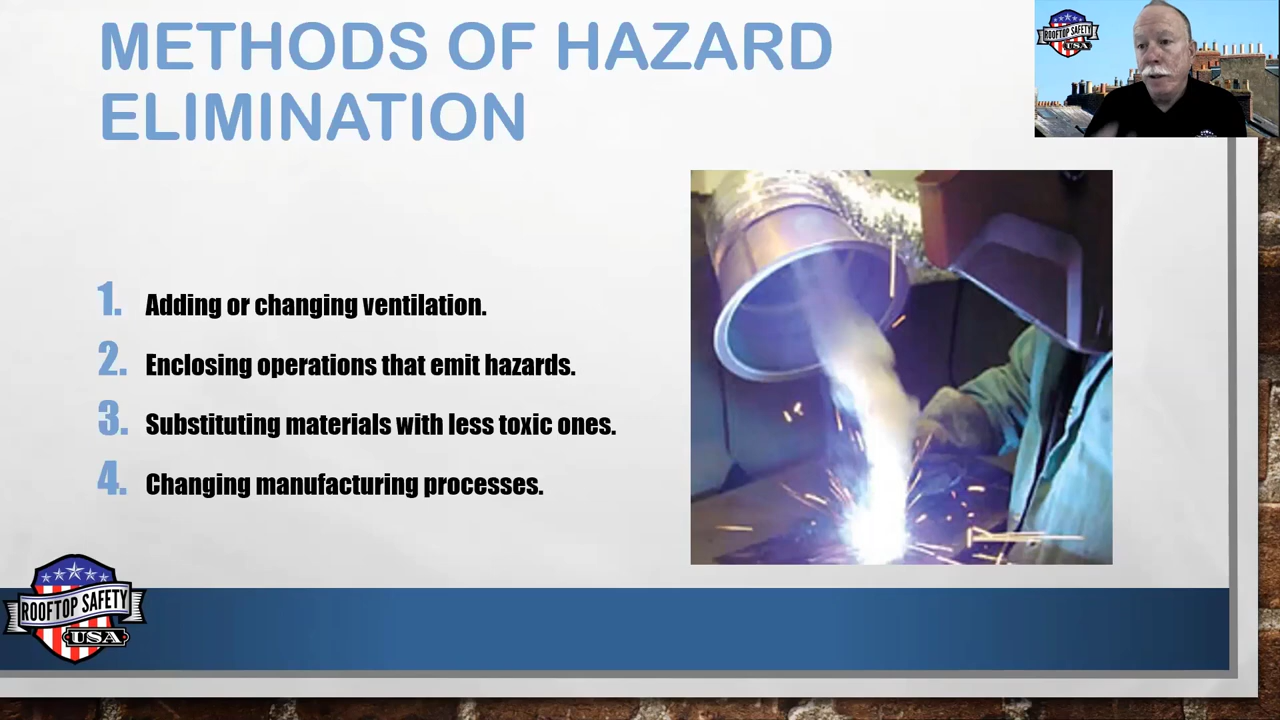 METHODS OF HAZARD
ELIMINATION
ROOFTOP SAFETY
USA
1. Adding or changing ventilation.
2. Enclosing operations that emit hazards.
3. Substituting materials with less toxic ones.
4. Changing manufacturing processes.
ROOFTOP SAFETY
USA